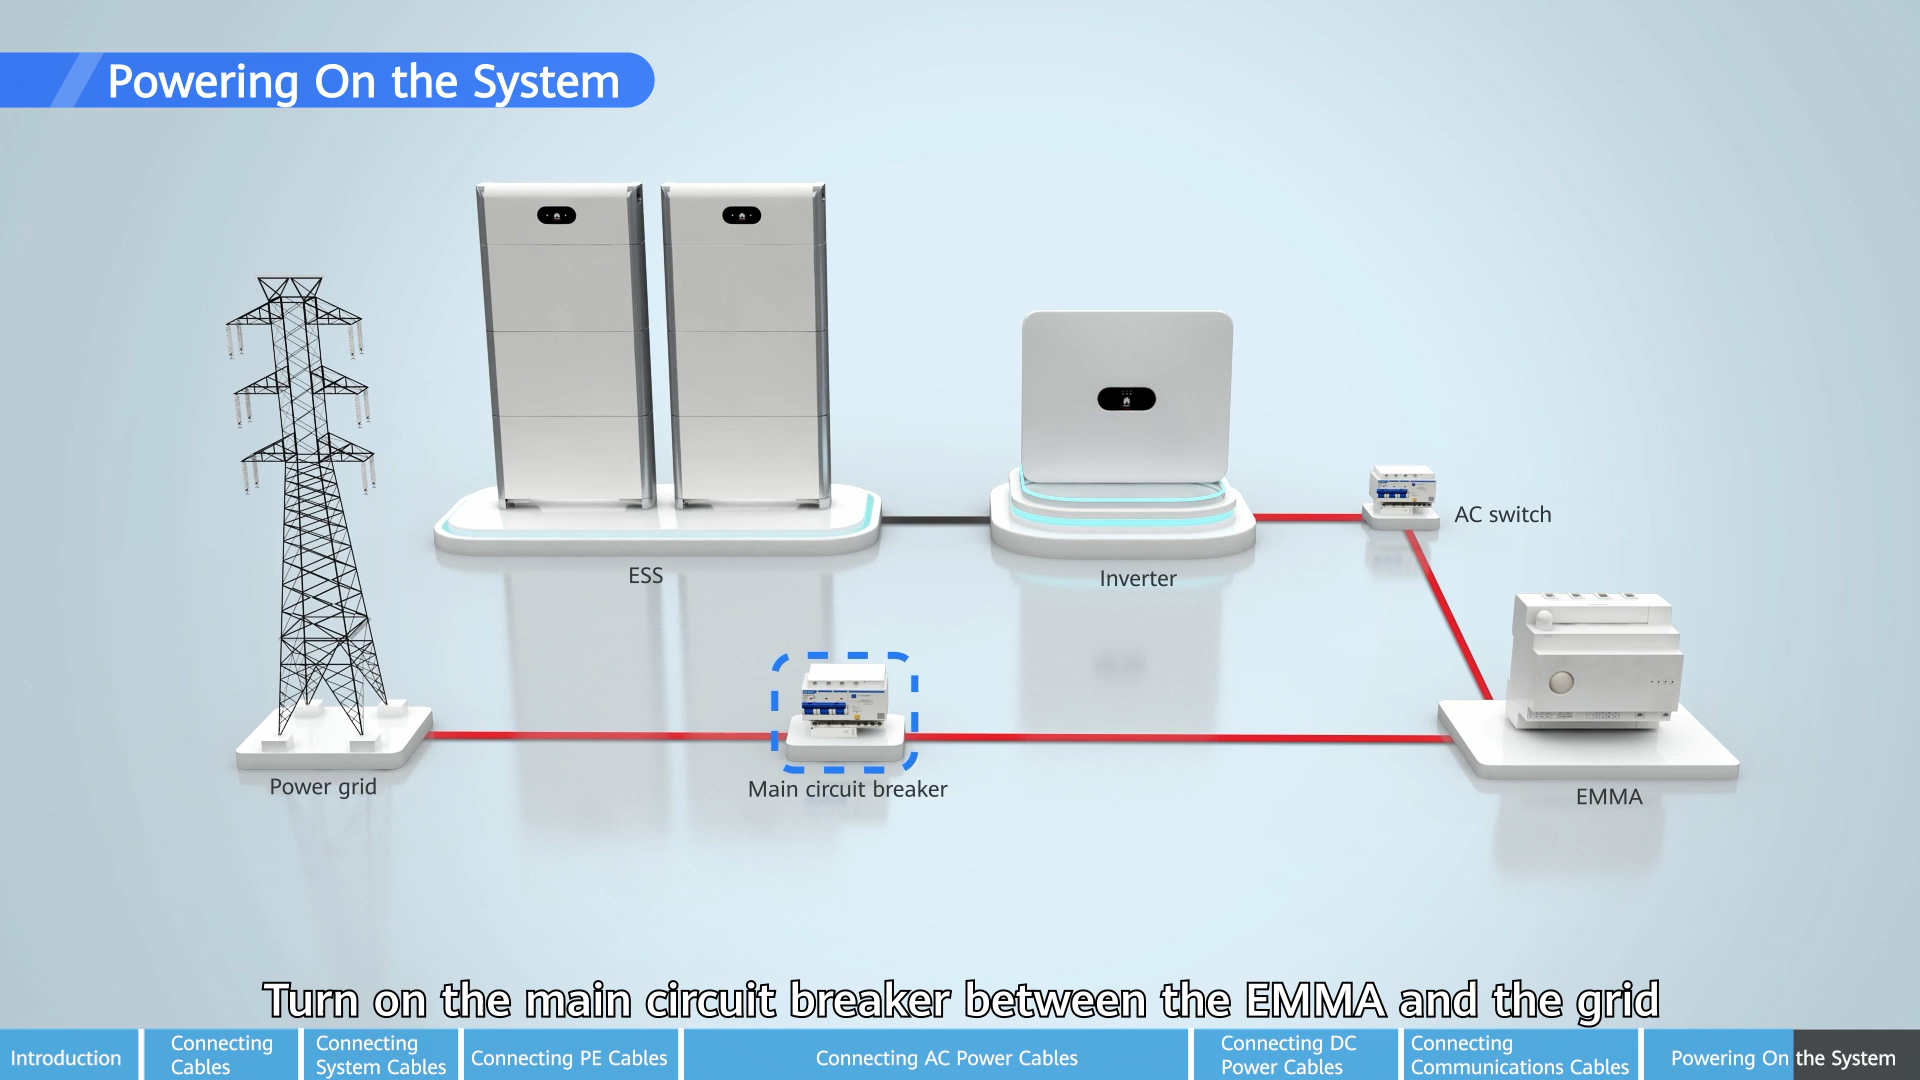 Powering On the System
AC switch
ESS
Inverter
Power grid
Main circuit breaker
EMMA
Turn on the main circuit breaker between the EMMA and the grid
Introduction
Connecting
Cables
Connecting
System Cables
Connecting PE Cables
Connecting AC Power Cables
Connecting DC
Power Cables
Connecting
Communications Cables
Powering On the System